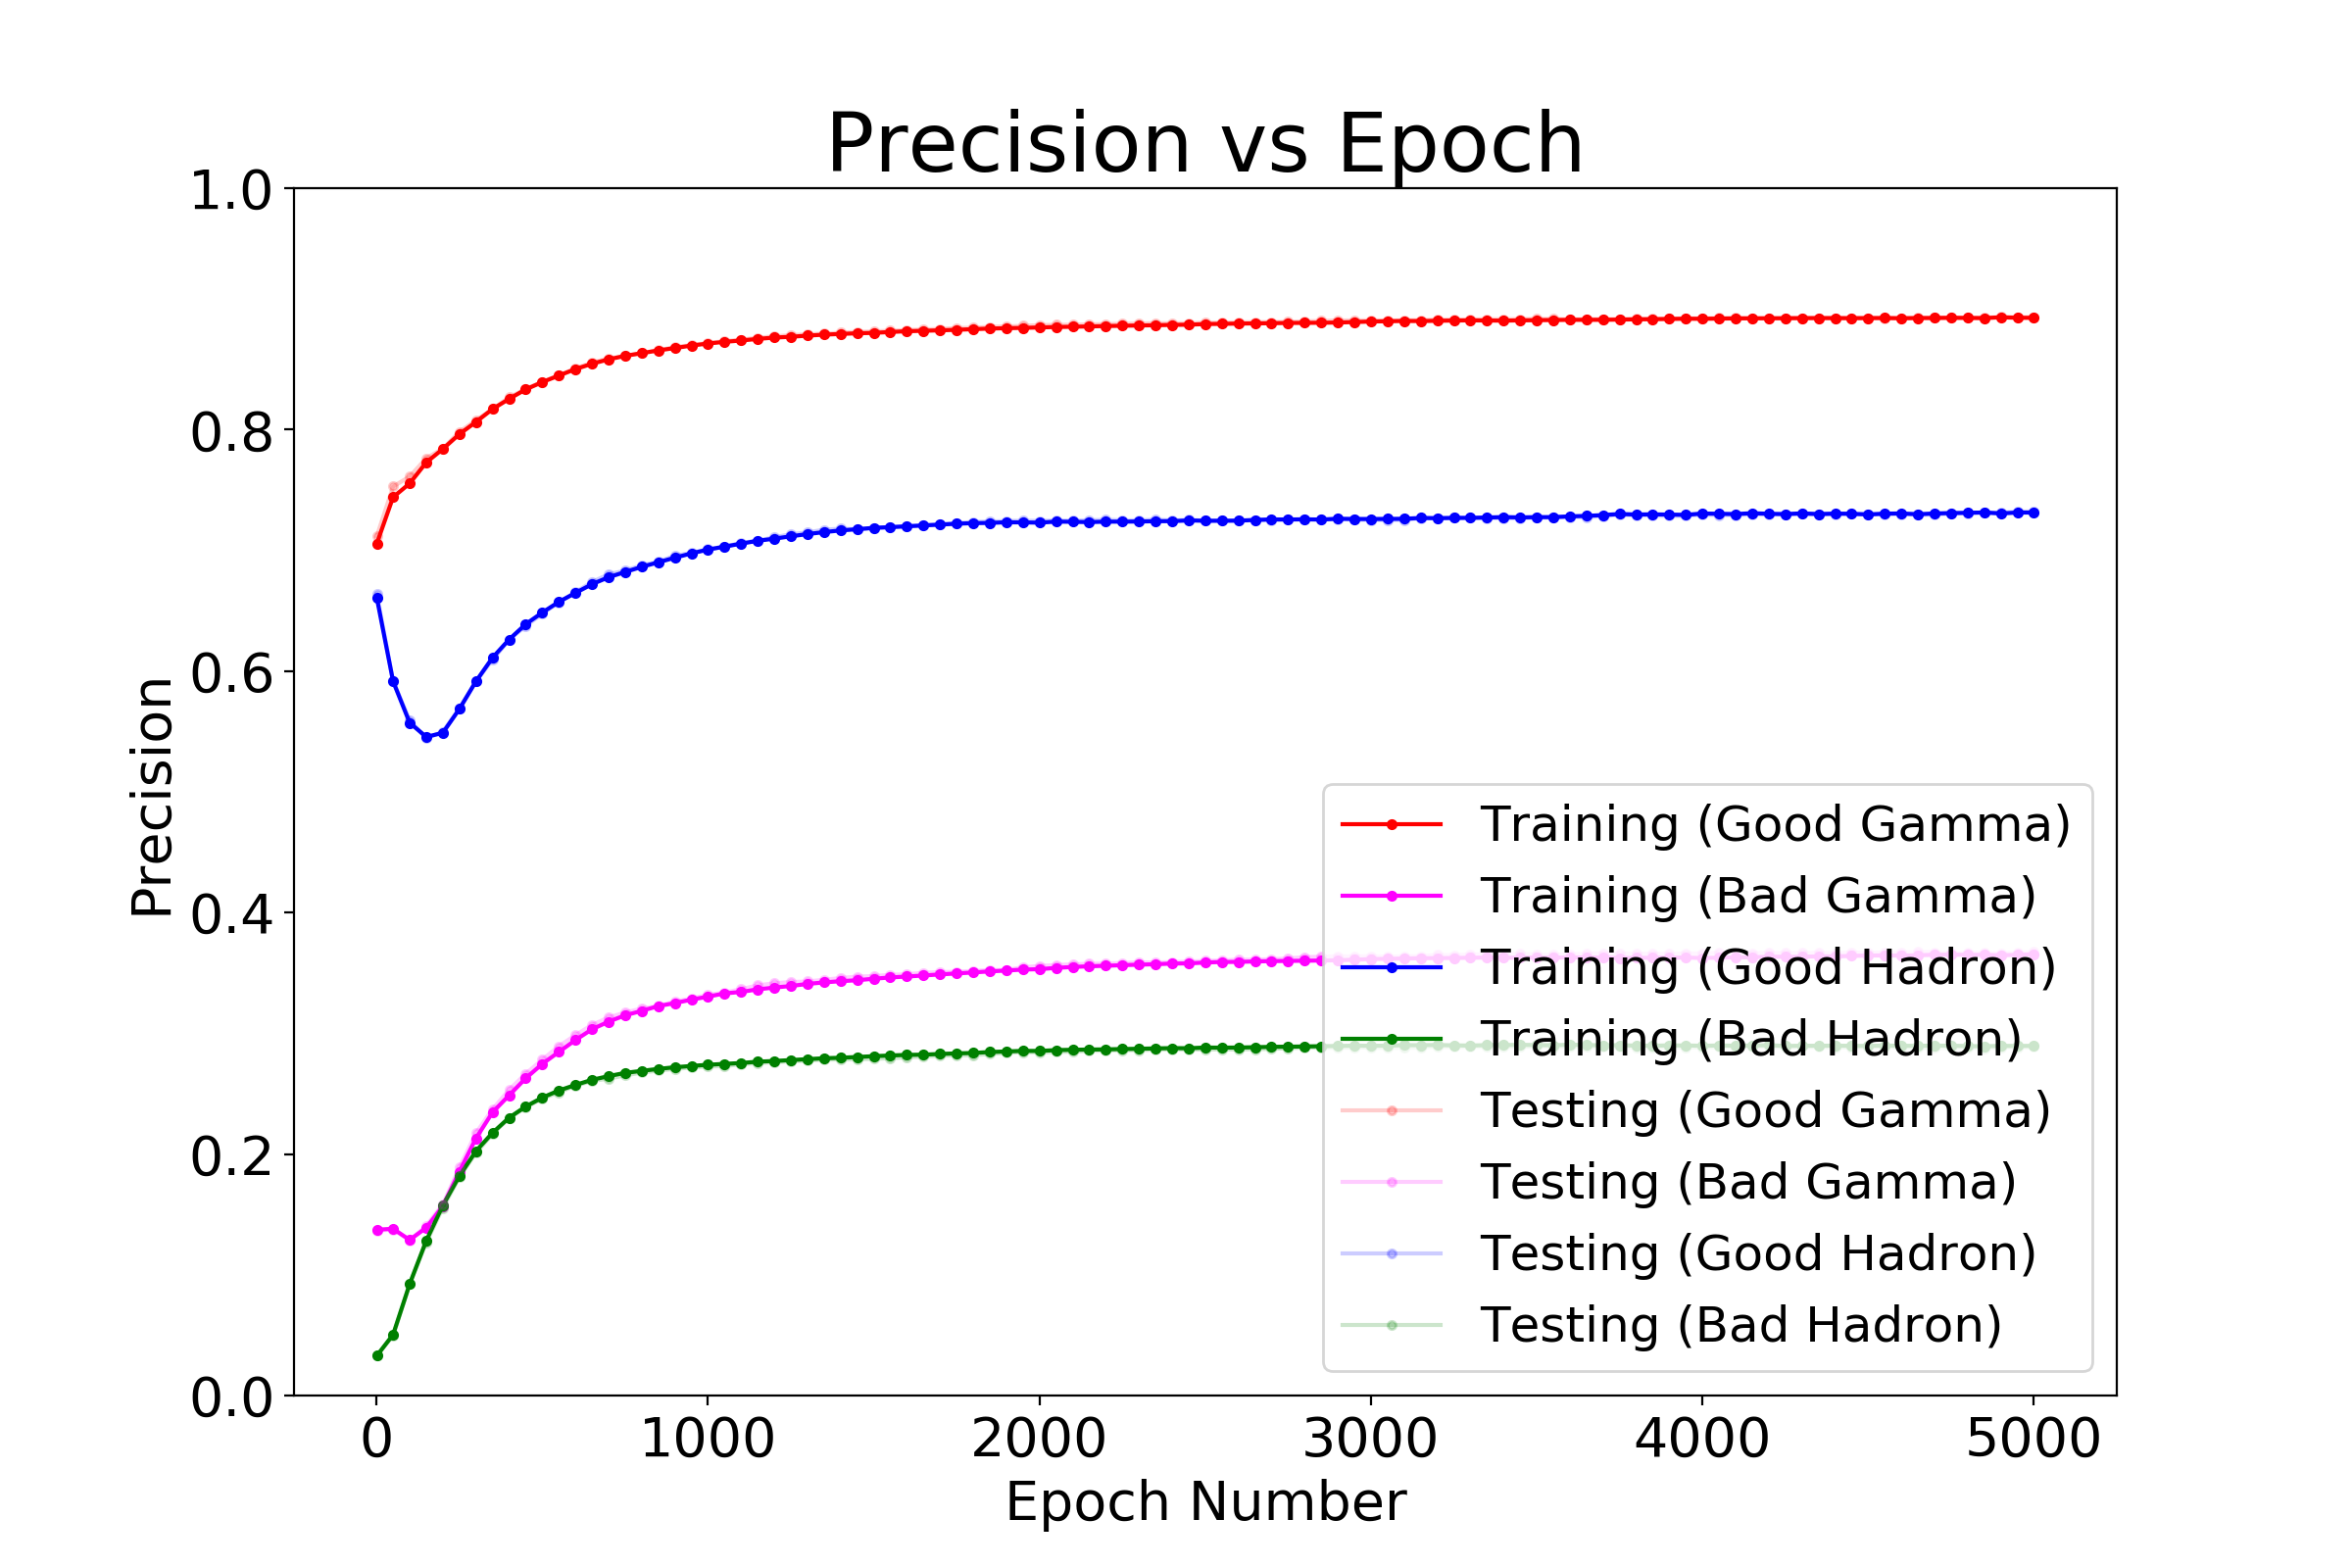 Precision vs Epoch
1.0
0.8
0.6
0.4
0.2
0.0
Precision
Training (Good Gamma)
Training (Bad Gamma)
Training (Good Hadron)
Training (Bad Hadron)
Testing (Good Gamma)
Testing (Bad Gamma)
Testing (Good Hadron)
Testing (Bad Hadron)
0 1000 2000 3000 4000 5000
Epoch Number